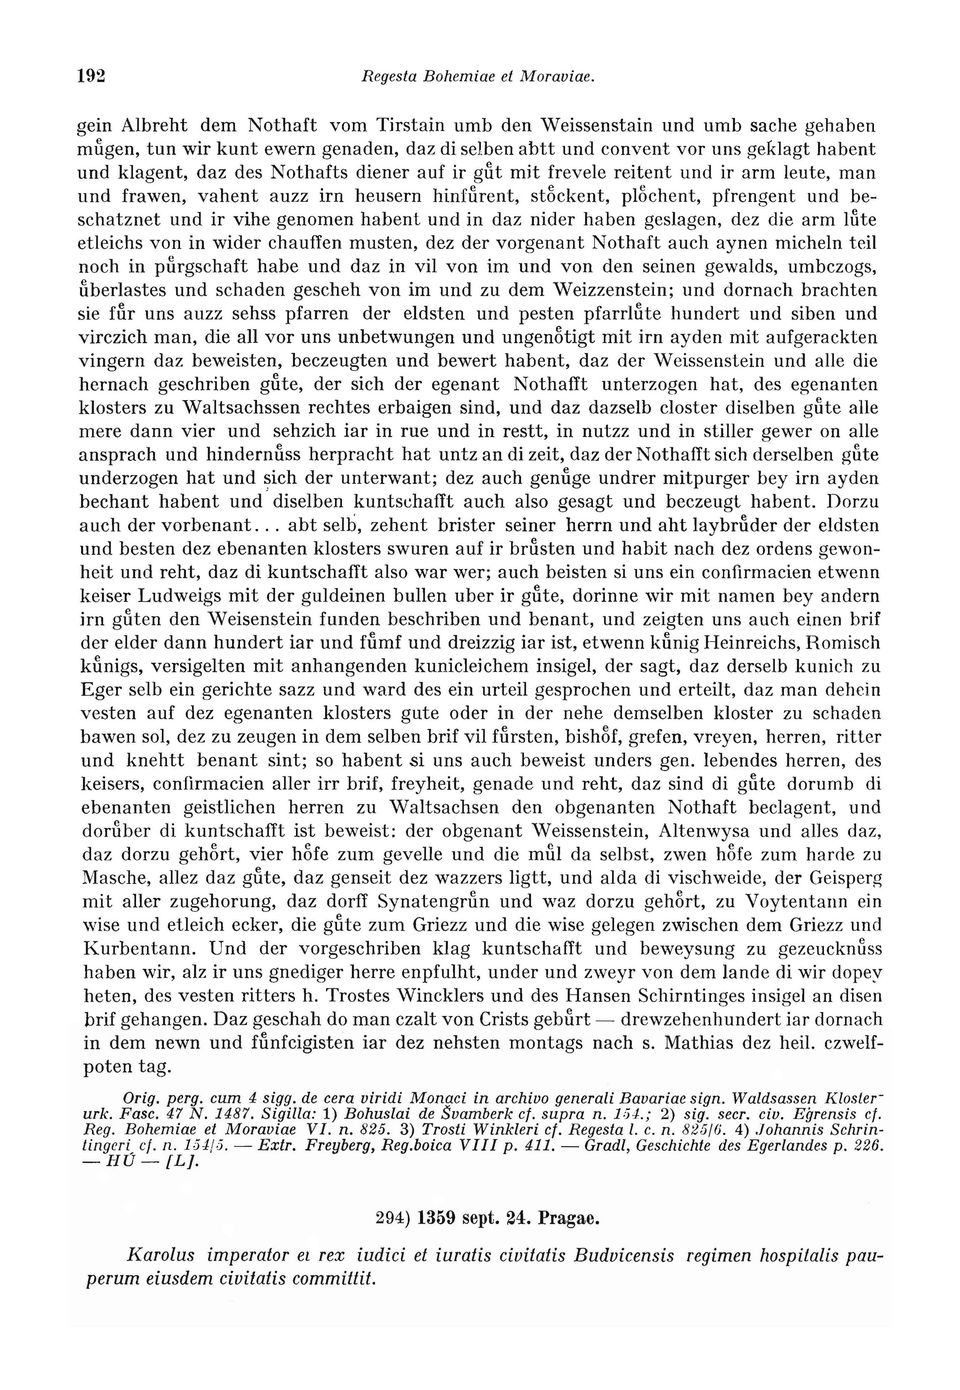 192 Regesta Bohemiae et Moraviae.
gein Albreht dem Nothaft vom Tirstain umb den Weissenstain und umb sache gehaben
muͤgen, tun wir kunt ewern genaden, daz di selben abtt und convent vor uns geklagt habent
und klagent, daz des Nothafts diener auf ir guͤt mit frevele reitent und ir arm leute, man
und frawen, vahent auzz irn heusern hinfuͤrent, stoͤckent, ploͤchent, pfrengent und be-
schatznet und ir vihe genomen habent und in daz nider haben geslagen, dez die arm luͤte
etleichs von in wider chauffen musten, dez der vorgenant Nothaft auch aynen micheln teil
noch in puͤrgschaft habe und daz in vil von im und von den seinen gewalds, umbczogs,
uͤberlastes und schaden gescheh von im und zu dem Weizzenstein; und dornach brachten
sie fuͤr uns auzz sehss pfarren der eldsten und pesten pfarrluͤte hundert und siben und
virczich man, die all vor uns unbetwungen und ungenoͤtigt mit irn ayden mit aufgerackten
vingern daz beweisten, beczeugten und bewert habent, daz der Weissenstein und alle die
hernach geschriben guͤte, der sich der egenant Nothafft unterzogen hat, des egenanten
klosters zu Waltsachssen rechtes erbaigen sind, und daz dazselb closter diselben guͤte alle
mere dann vier und sehzich iar in rue und in restt, in nutzz und in stiller gewer on alle
ansprach und hindernuͤss herpracht hat untz an di zeit, daz der Nothafft sich derselben guͤte
underzogen hat und sich der unterwant; dez auch genuͤge undrer mitpurger bey irn ayden
bechant habent und diselben kuntschafft auch also gesagt und beczeugt habent. Dorzu
auch der vorbenant... abt selb, zehent brister seiner herrn und aht laybruͤder der eldsten
und besten dez ebenanten klosters swuren auf ir bruͤsten und habit nach dez ordens gewon-
heit und reht, daz di kuntschafft also war wer; auch beisten si uns ein confirmacien etwenn
keiser Ludweigs mit der guldeinen bullen uber ir guͤte, dorinne wir mit namen bey andern
irn guͤten den Weisenstein funden beschriben und benant, und zeigten uns auch einen brif
der elder dann hundert iar und fuͤmf und dreizzig iar ist, etwenn kuͤnig Heinreichs, Romisch
kuͤnigs, versigelten mit anhangenden kunicleichem insigel, der sagt, daz derselb kunich zu
Eger selb ein gerichte sazz und ward des ein urteil gesprochen und erteilt, daz man dehein
vesten auf dez egenanten klosters gute oder in der nehe demselben kloster zu schaden
bawen sol, dez zu zeugen in dem selben brif vil fuͤrsten, bishoͤf, grefen, vreyen, herren, ritter
und knehtt benant sint; so habent si uns auch beweist unders gen. lebendes herren, des
keisers, confirmacien aller irr brif, freyheit, genade und reht, daz sind di guͤte dorumb di
ebenanten geistlichen herren zu Waltsachsen den obgenanten Nothaft beclagent, und
doruͤber di kuntschafft ist beweist: der obgenant Weissenstein, Altenwysa und alles daz,
daz dorzu gehoͤrt, vier hoͤfe zum gevelle und die muͤl da selbst, zwen hoͤfe zum harde zu
Masche, allez daz guͤte, daz genseit dez wazzers ligtt, und alda di vischweide, der Geisperg
mit aller zugehorung, daz dorff Synatengruͤn und waz dorzu gehoͤrt, zu Voytentann ein
wise und etleich ecker, die guͤte zum Griezz und die wise gelegen zwischen dem Griezz und
Kurbentann. Und der vorgeschriben klag kuntschafft und beweysung zu gezeucknuͤss
haben wir, alz ir uns gnediger herre enpfulht, under und zweyr von dem lande di wir dopey
heten, des vesten ritters h. Trostes Wincklers und des Hansen Schirntinges insigel an disen
brif gehangen. Daz geschah do man czalt von Crists gebuͤrt — drewzehenhundert iar dornach
in dem newn und fuͤnfcigisten iar dez nehsten montags nach s. Mathias dez heil. czwelf-
poten tag.
Orig. perg. cum 4 sigg. de cera viridi Monaci in archivo generali Bavariae sign. Waldsassen Kloster-
urk. Fasc. 47 N. 1487. Sigilla: 1) Bohuslai de Švamberk cf. supra n. 154.; 2) sig. secr. civ. Egrensis cf.
Reg. Bohemiae et Moraviae VI. n. 825. 3) Trosti Winkleri cf. Regesta l. c. n. 825/6. 4) Johannis Schrin-
tingeri cf. n. 154/5. — Extr. Freyberg, Reg.boica VIII p. 411. — Gradl, Geschichte des Egerlandes p. 226.
— HÚ — [L].
294) 1359 sept. 24. Pragae.
Karolus imperator et rex iudici et iuratis civitatis Budvicensis regimen hospitalis pau-
perum eiusdem civitatis committit.